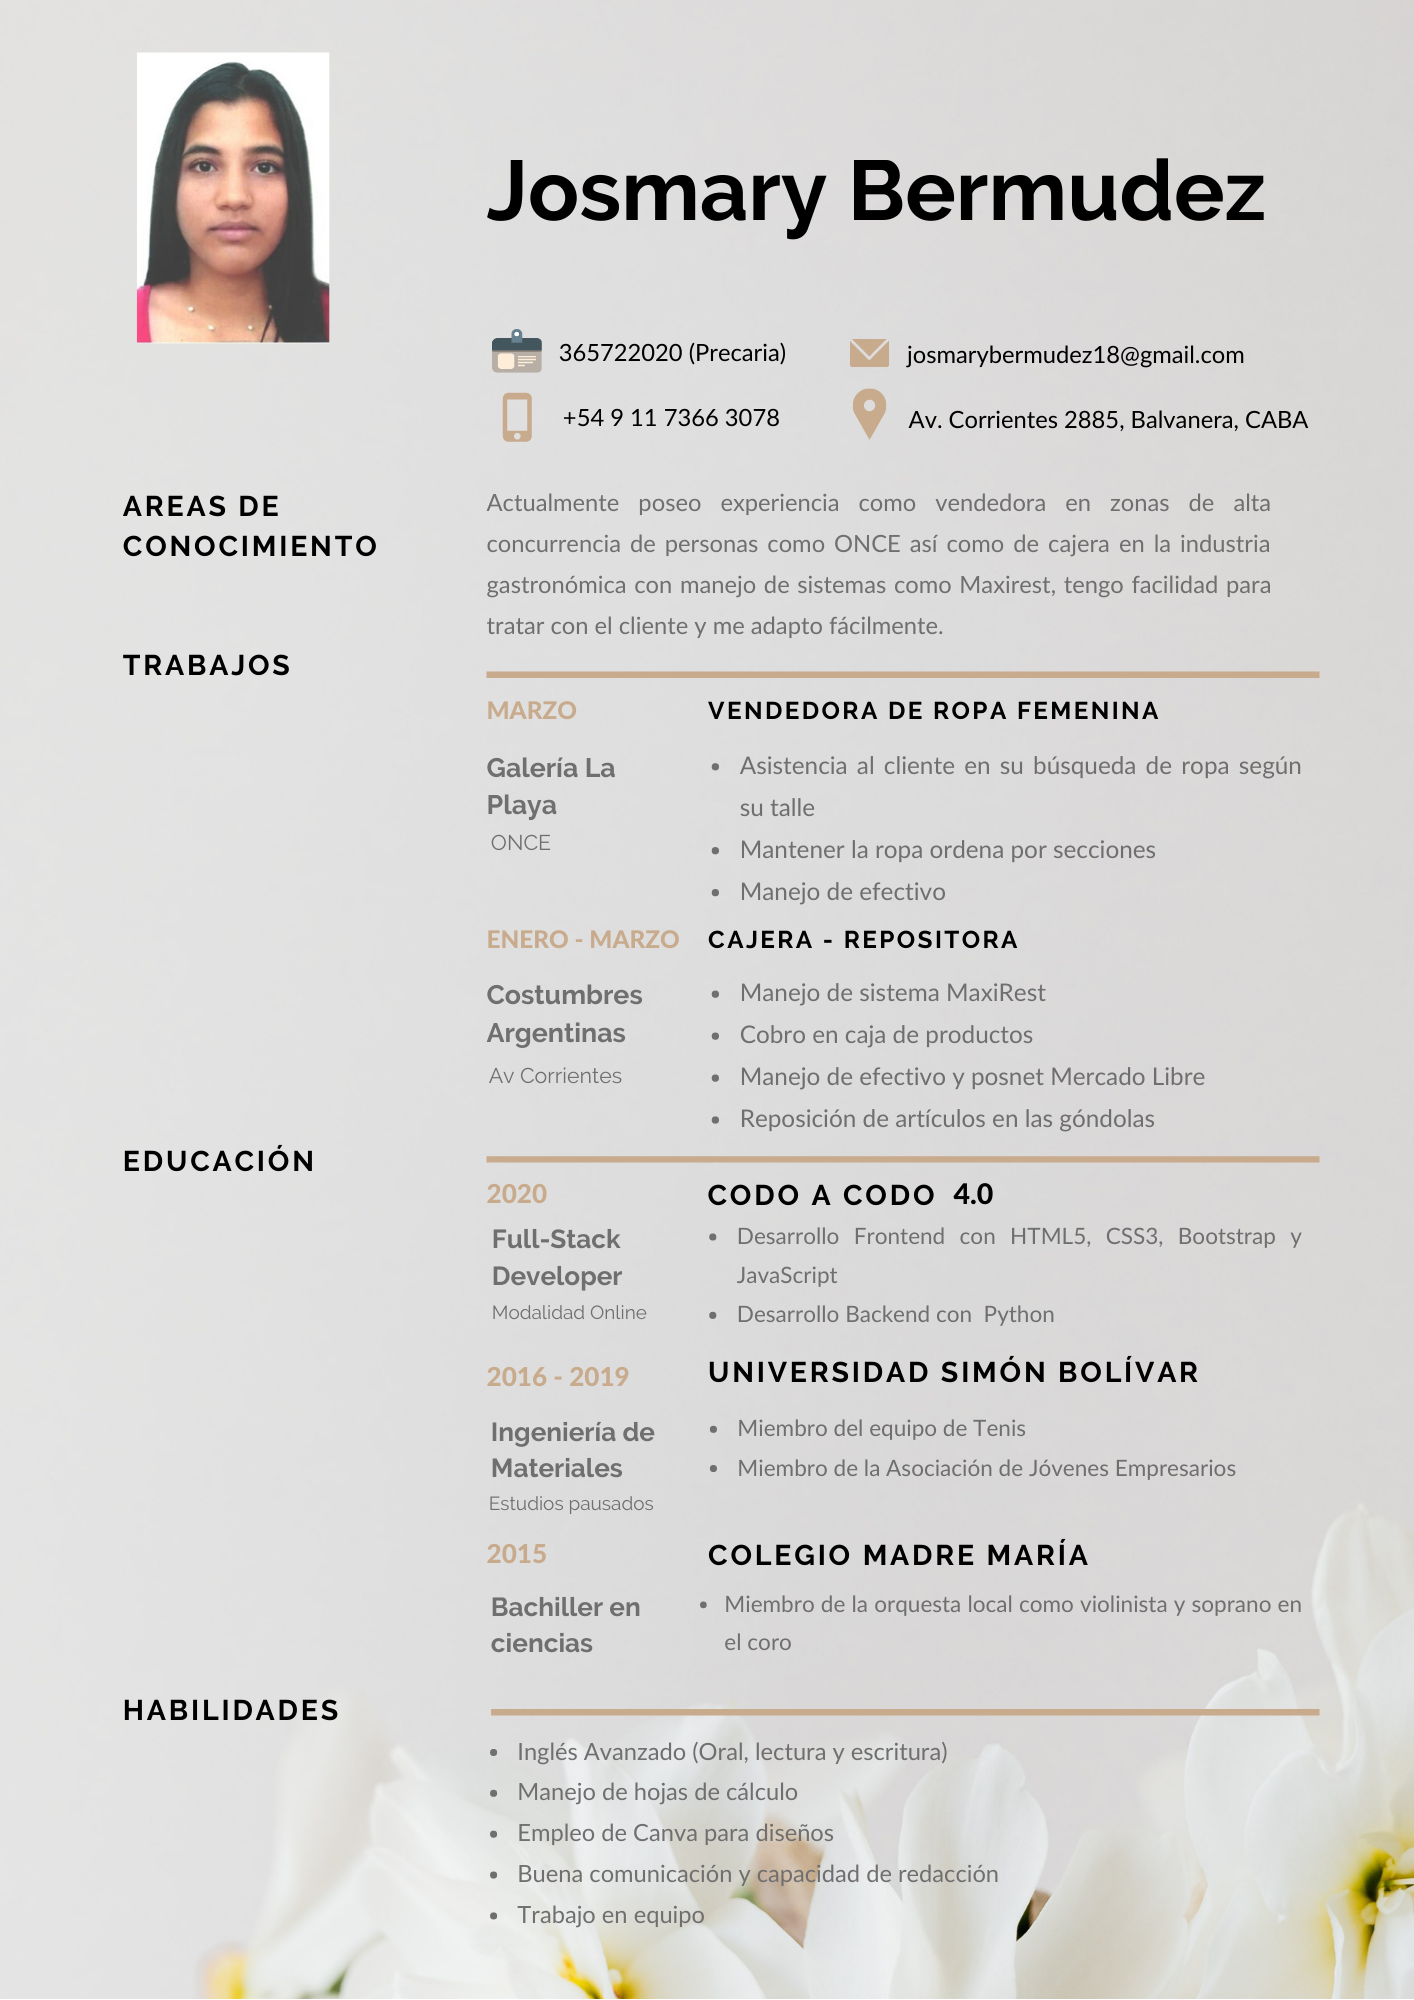 Josmary Bermudez
365722020 (Precaria)
josmarybermudez18@gmail.com
+54 9 11 7366 3078
Av. Corrientes 2885, Balvanera, CABA
AREAS DE
CONOCIMIENTO
Actualmente poseo experiencia como vendedora en zonas de alta
concurrencia de personas como ONCE así como de cajera en la industria
gastronómica con manejo de sistemas como Maxirest, tengo facilidad para
tratar con el cliente y me adapto fácilmente.
TRABAJOS
MARZO
Galería La
Playa
ONCE
VENDEDORA DE ROPA FEMENINA
• Asistencia al cliente en su búsqueda de ropa según
su talle
• Mantener la ropa ordena por secciones
• Manejo de efectivo
ENERO - MARZO
Costumbres
Argentinas
Av Corrientes
CAJERA - REPOSITORA
• Manejo de sistema MaxiRest
• Cobro en caja de productos
• Manejo de efectivo y posnet Mercado Libre
• Reposición de artículos en las góndolas
EDUCACIÓN
2020
Full-Stack
Developer
Modalidad Online
CODO A CODO 4.0
• Desarrollo Frontend con HTML5, CSS3, Bootstrap y
JavaScript
• Desarrollo Backend con Python
2016 - 2019
Ingeniería de
Materiales
Estudios pausados
UNIVERSIDAD SIMÓN BOLÍVAR
• Miembro del equipo de Tenis
• Miembro de la Asociación de Jóvenes Empresarios
2015
Bachiller en
ciencias
COLEGIO MADRE MARÍA
• Miembro de la orquesta local como violinista y soprano en
el coro
HABILIDADES
• Inglés Avanzado (Oral, lectura y escritura)
• Manejo de hojas de cálculo
• Empleo de Canva para diseños
• Buena comunicación y capacidad de redacción
• Trabajo en equipo